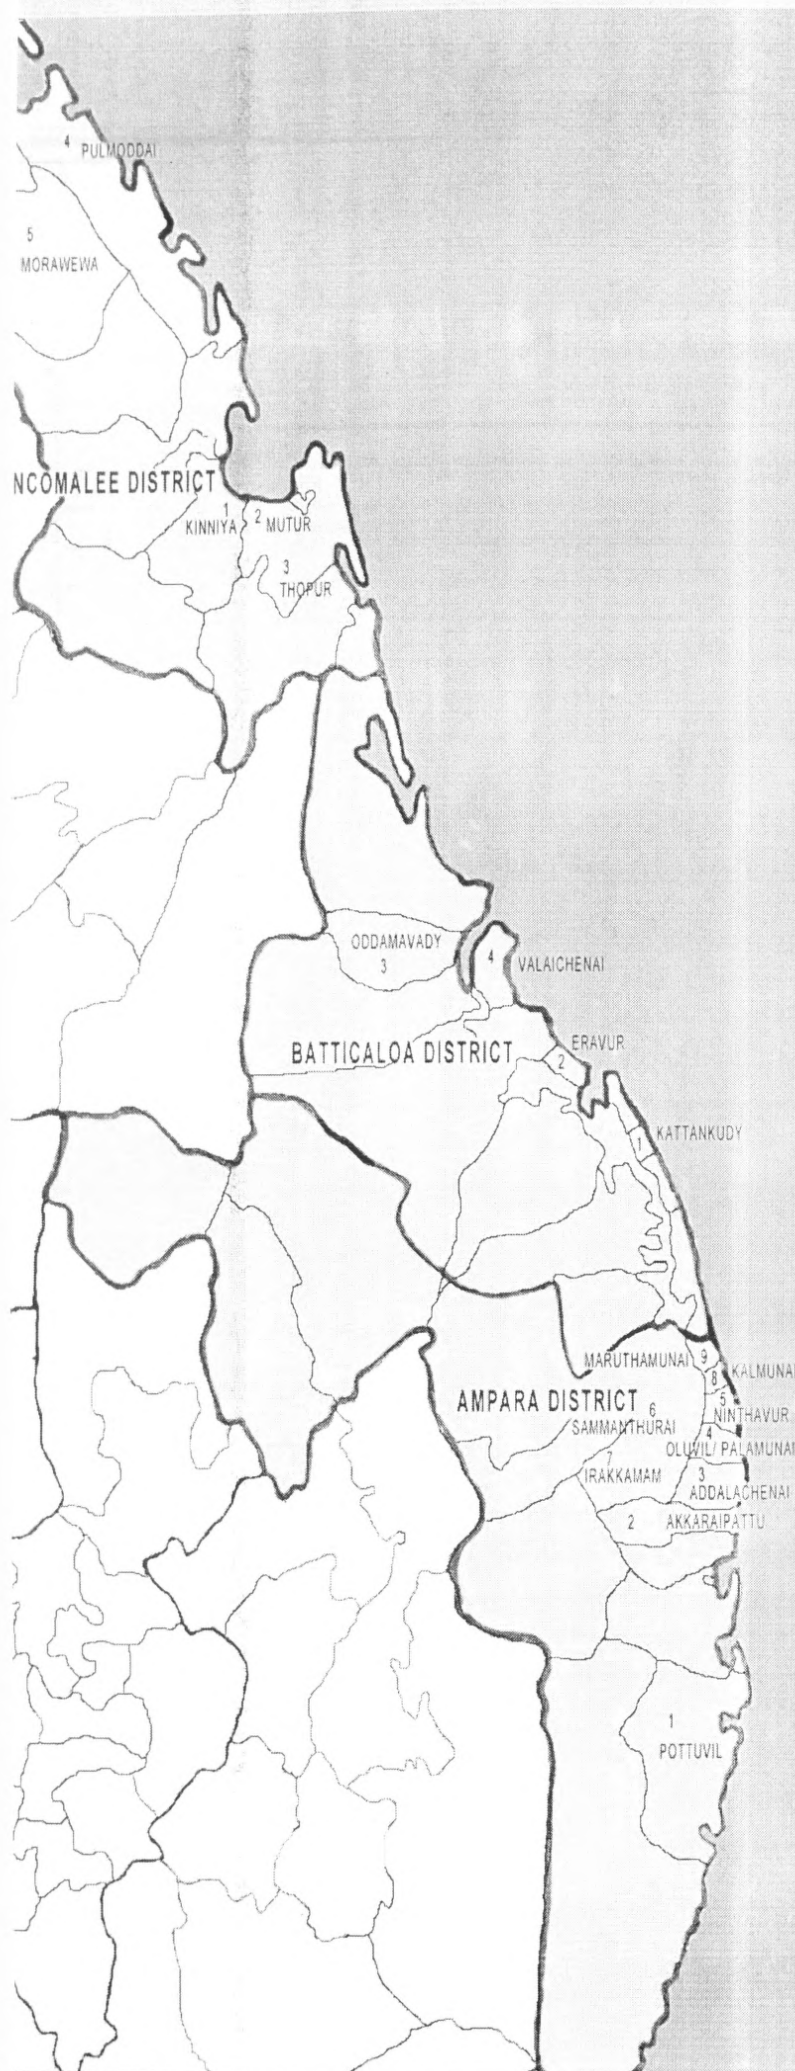 4 PULMODDAI
5
MORAWEWA
NCOMALEE DISTRICT
1
KINNIYA
2 MUTUR
3
THOPUR
ODDAMAVADY
3
4 VALAICHENAI
BATTICALOA DISTRICT
ERAVUR
2
1 KATTANKUDY
MARUTHAMUNAI 9
8 KALMUNAI
AMPARA DISTRICT
5
NINTHAVUR
6
SAMMANTHURAI
4
OLUVIL/ PALAMUNAI
7
IRAKKAMAM
3
ADDALACHENAI
2 AKKARAIPATTU
1
POTTUVIL